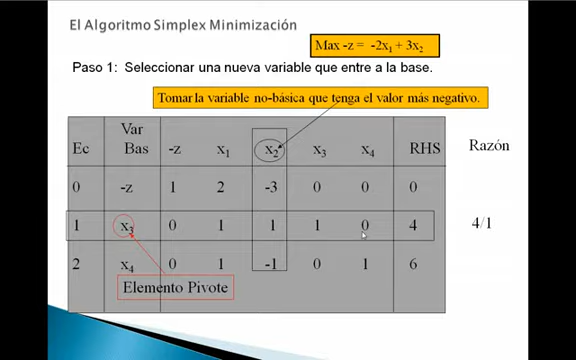 El Algoritmo Simplex Minimización
Max -z = -2x₁ + 3x₂
Paso 1: Seleccionar una nueva variable que entre a la base.
Tomar la variable no-básica que tenga el valor más negativo.
Ec Var Bas -z x₁ x₂ x₃ x₄ RHS Razón
0 -z 1 2 -3 0 0 0
1 x₃ 0 1 1 1 0 4 4/1
2 x₄ 0 1 -1 0 1 6
Elemento Pivote